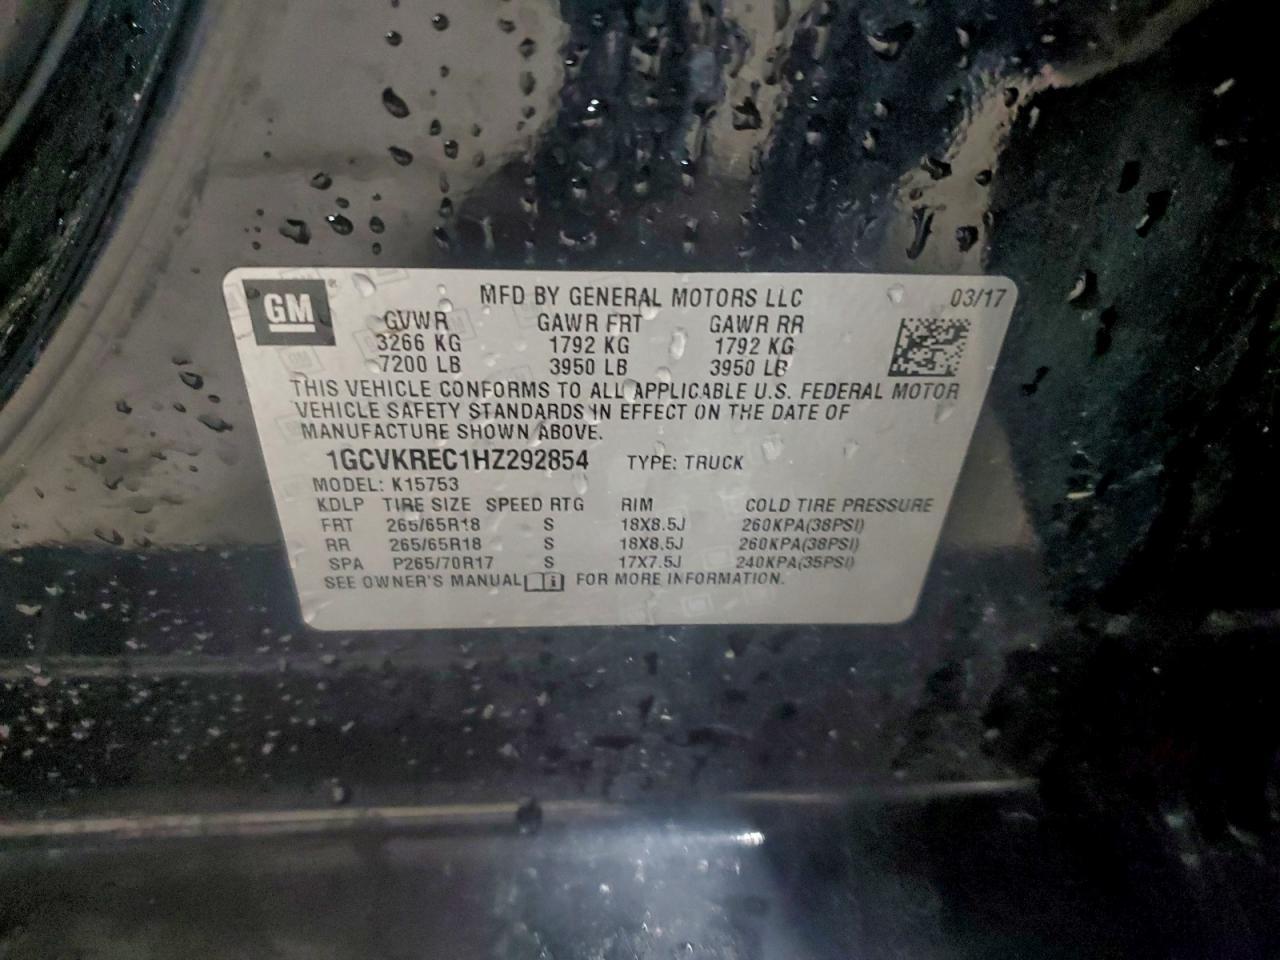 GM ®
MFD BY GENERAL MOTORS LLC 03/17
GVWR GAWR FRT GAWR RR
3266 KG 1792 KG 1792 KG
7200 LB 3950 LB 3950 LB
THIS VEHICLE CONFORMS TO ALL APPLICABLE U.S. FEDERAL MOTOR
VEHICLE SAFETY STANDARDS IN EFFECT ON THE DATE OF
MANUFACTURE SHOWN ABOVE.
1GCVKREC1HZ292854 TYPE: TRUCK
MODEL: K15753
KDLP TIRE SIZE SPEED RTG RIM COLD TIRE PRESSURE
FRT 265/65R18 S 18X8.5J 260KPA(38PSI)
RR 265/65R18 S 18X8.5J 260KPA(38PSI)
SPA P265/70R17 S 17X7.5J 240KPA(35PSI)
SEE OWNER'S MANUAL i FOR MORE INFORMATION.